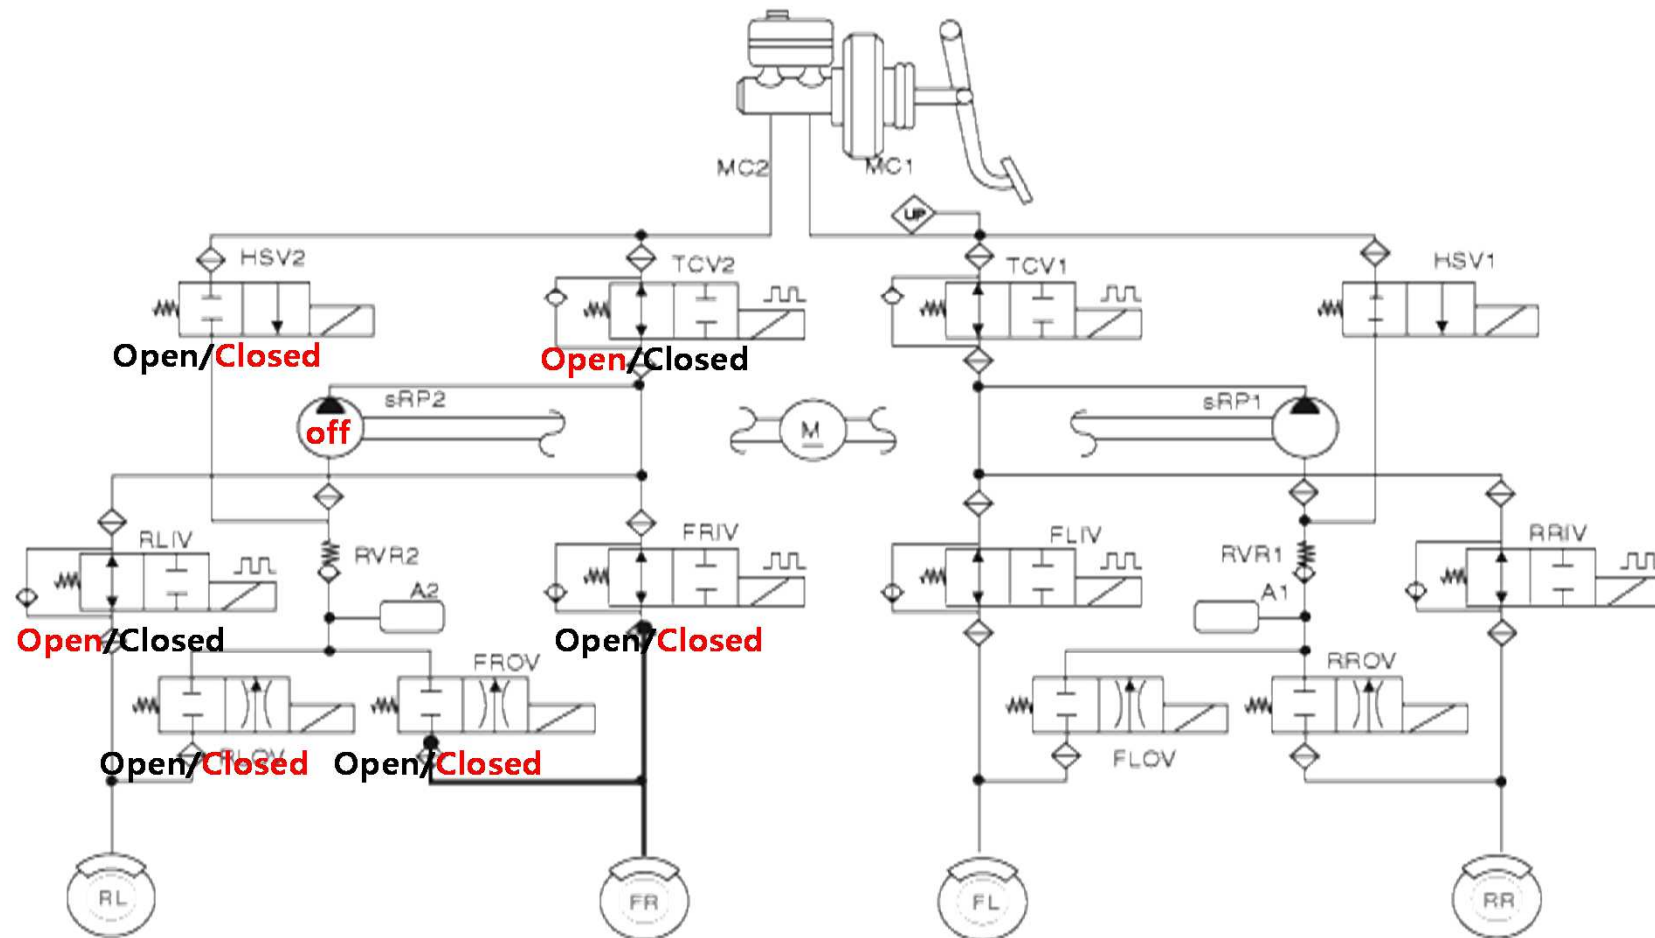 MC2
MC1
UP
HSV2
TCV2
TCV1
HSV1
Open/Closed
Open/Closed
sRP2
sRP1
off
M
RLIV
RVR2
FRIV
FLIV
RVR1
RRIV
A2
A1
Open/Closed
Open/Closed
FROV
RROV
RLOV
FLOV
Open/Closed
Open/Closed
RL
FR
FL
RR